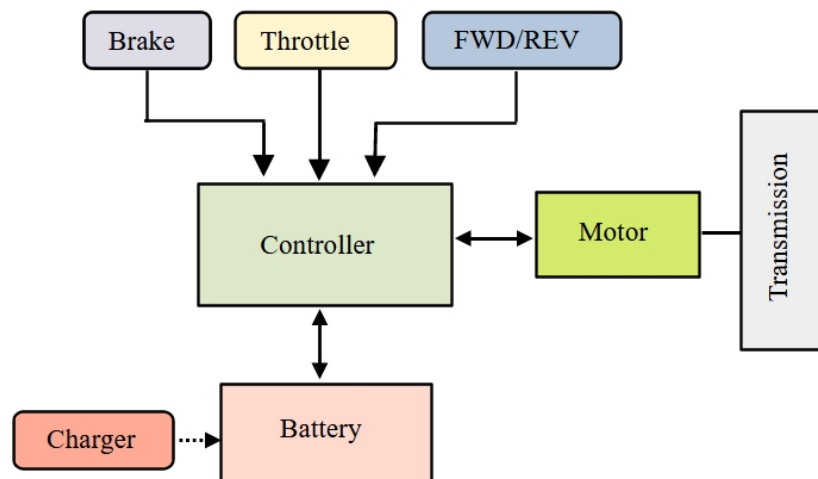 Brake
Throttle
FWD/REV
Controller
Motor
Transmission
Battery
Charger